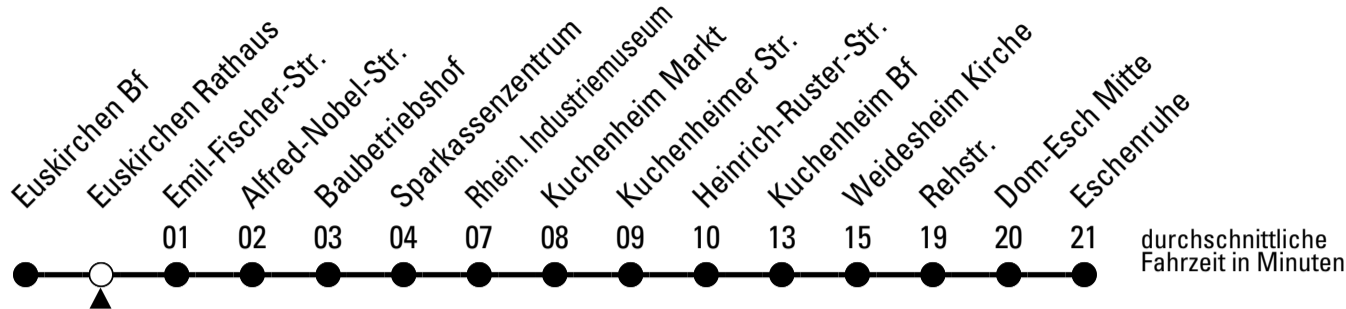 Euskirchen Bf
Euskirchen Rathaus
Emil-Fischer-Str.
Alfred-Nobel-Str.
Baubetriebshof
Sparkassenzentrum
Rhein. Industriemuseum
Kuchenheim Markt
Kuchenheimer Str.
Heinrich-Ruster-Str.
Kuchenheim Bf
Weidesheim Kirche
Rehstr.
Dom-Esch Mitte
Eschenruhe
01 02 03 04 07 08 09 10 13 15 19 20 21
durchschnittliche
Fahrzeit in Minuten